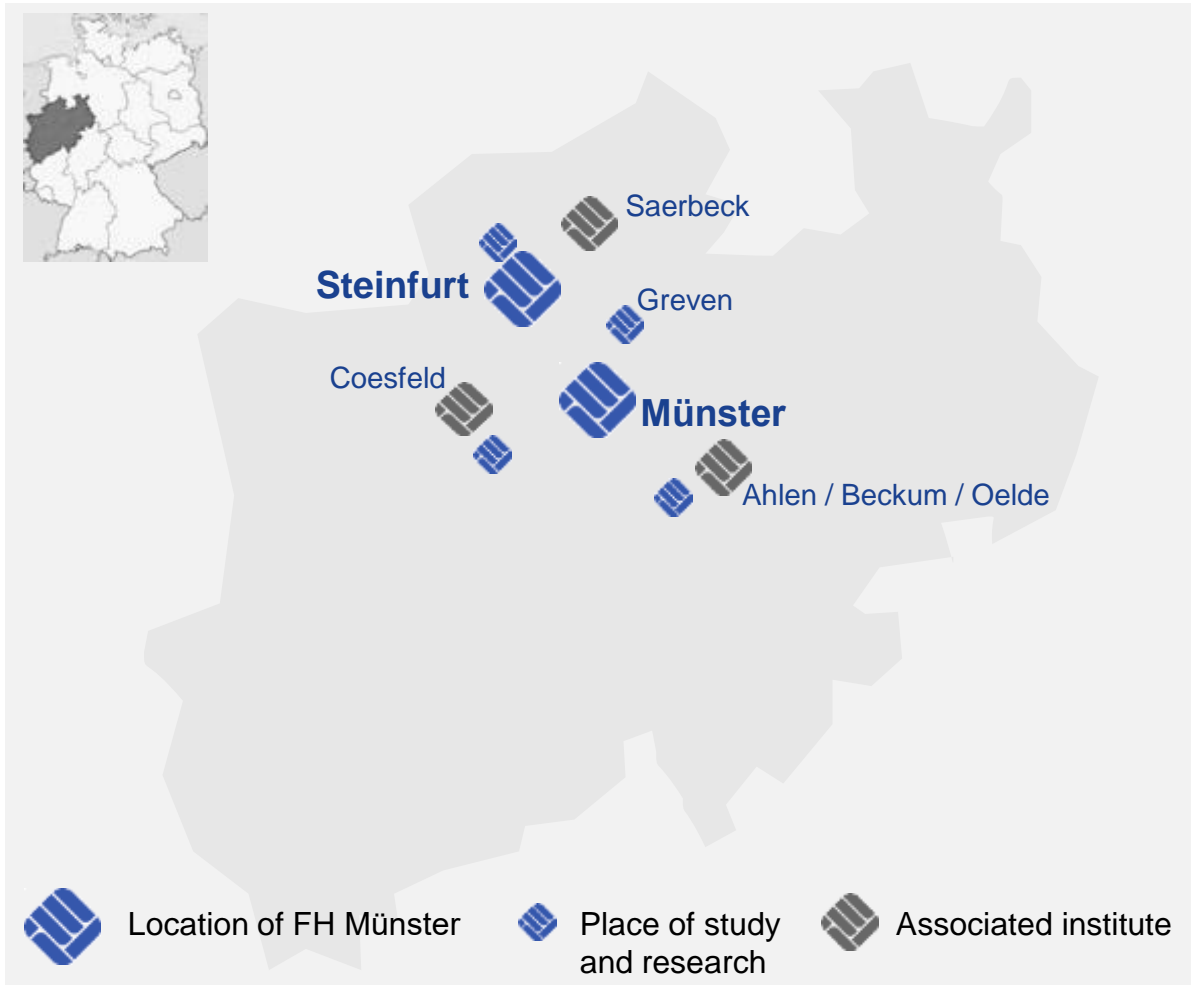 Saerbeck
Steinfurt
Greven
Coesfeld
Münster
Ahlen / Beckum / Oelde
Location of FH Münster
Place of study
and research
Associated institute